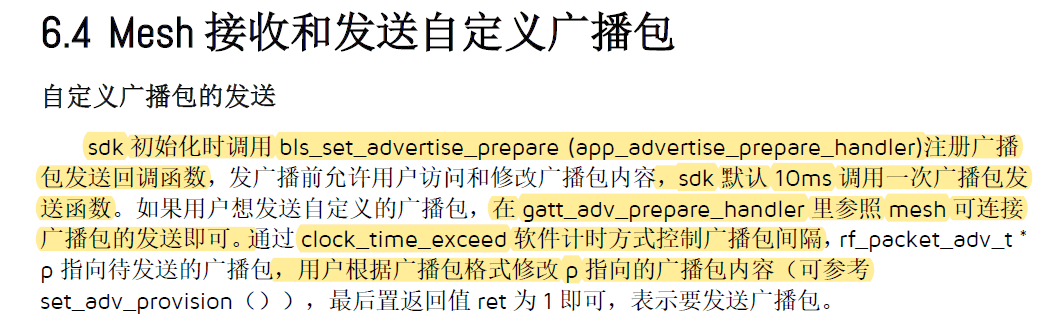 6.4 Mesh 接收和发送自定义广播包
自定义广播包的发送
sdk 初始化时调用 bls_set_advertise_prepare (app_advertise_prepare_handler)注册广播
包发送回调函数，发广播前允许用户访问和修改广播包内容，sdk 默认 10ms 调用一次广播包发
送函数。如果用户想发送自定义的广播包，在 gatt_adv_prepare_handler 里参照 mesh 可连接
广播包的发送即可。通过 clock_time_exceed 软件计时方式控制广播包间隔，rf_packet_adv_t *
p 指向待发送的广播包，用户根据广播包格式修改 p 指向的广播包内容（可参考
set_adv_provision（）），最后置返回值 ret 为 1 即可，表示要发送广播包。